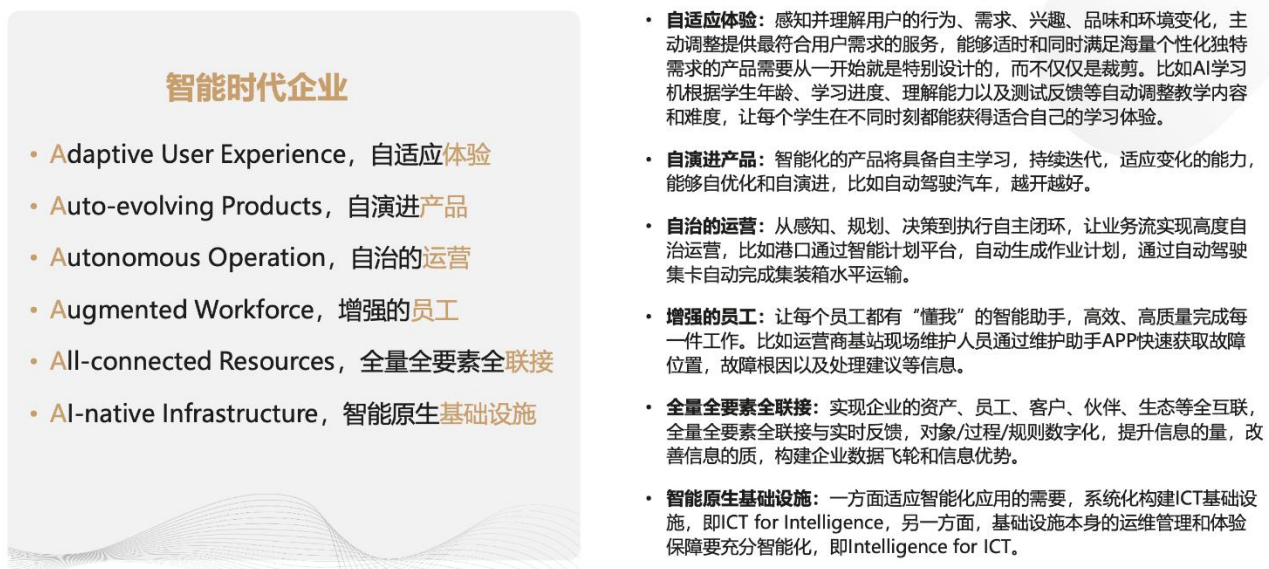 智能时代企业
• Adaptive User Experience，自适应体验
• Auto-evolving Products，自演进产品
• Autonomous Operation，自治的运营
• Augmented Workforce，增强的员工
• All-connected Resources，全量全要素全联接
• AI-native Infrastructure，智能原生基础设施
• 自适应体验：感知并理解用户的行为、需求、兴趣、品味和环境变化，主
动调整提供最符合用户需求的服务，能够适时和同时满足海量个性化独特
需求的产品需要从一开始就是特别设计的，而不仅仅是裁剪。比如AI学习
机根据学生年龄、学习进度、理解能力以及测试反馈等自动调整教学内容
和难度，让每个学生在不同时刻都能获得适合自己的学习体验。
• 自演进产品：智能化的产品将具备自主学习，持续迭代，适应变化的能力，
能够自优化和自演进，比如自动驾驶汽车，越开越好。
• 自治的运营：从感知、规划、决策到执行自主闭环，让业务流实现高度自
治运营，比如港口通过智能计划平台，自动生成作业计划，通过自动驾驶
集卡自动完成集装箱水平运输。
• 增强的员工：让每个员工都有“懂我”的智能助手，高效、高质量完成每
一件工作。比如运营商基站现场维护人员通过维护助手APP快速获取故障
位置，故障根因以及处理建议等信息。
• 全量全要素全联接：实现企业的资产、员工、客户、伙伴、生态等全互联，
全量全要素全联接与实时反馈，对象/过程/规则数字化，提升信息的量，改
善信息的质，构建企业数据飞轮和信息优势。
• 智能原生基础设施：一方面适应智能化应用的需要，系统化构建ICT基础设
施，即ICT for Intelligence，另一方面，基础设施本身的运维管理和体验
保障要充分智能化，即Intelligence for ICT。